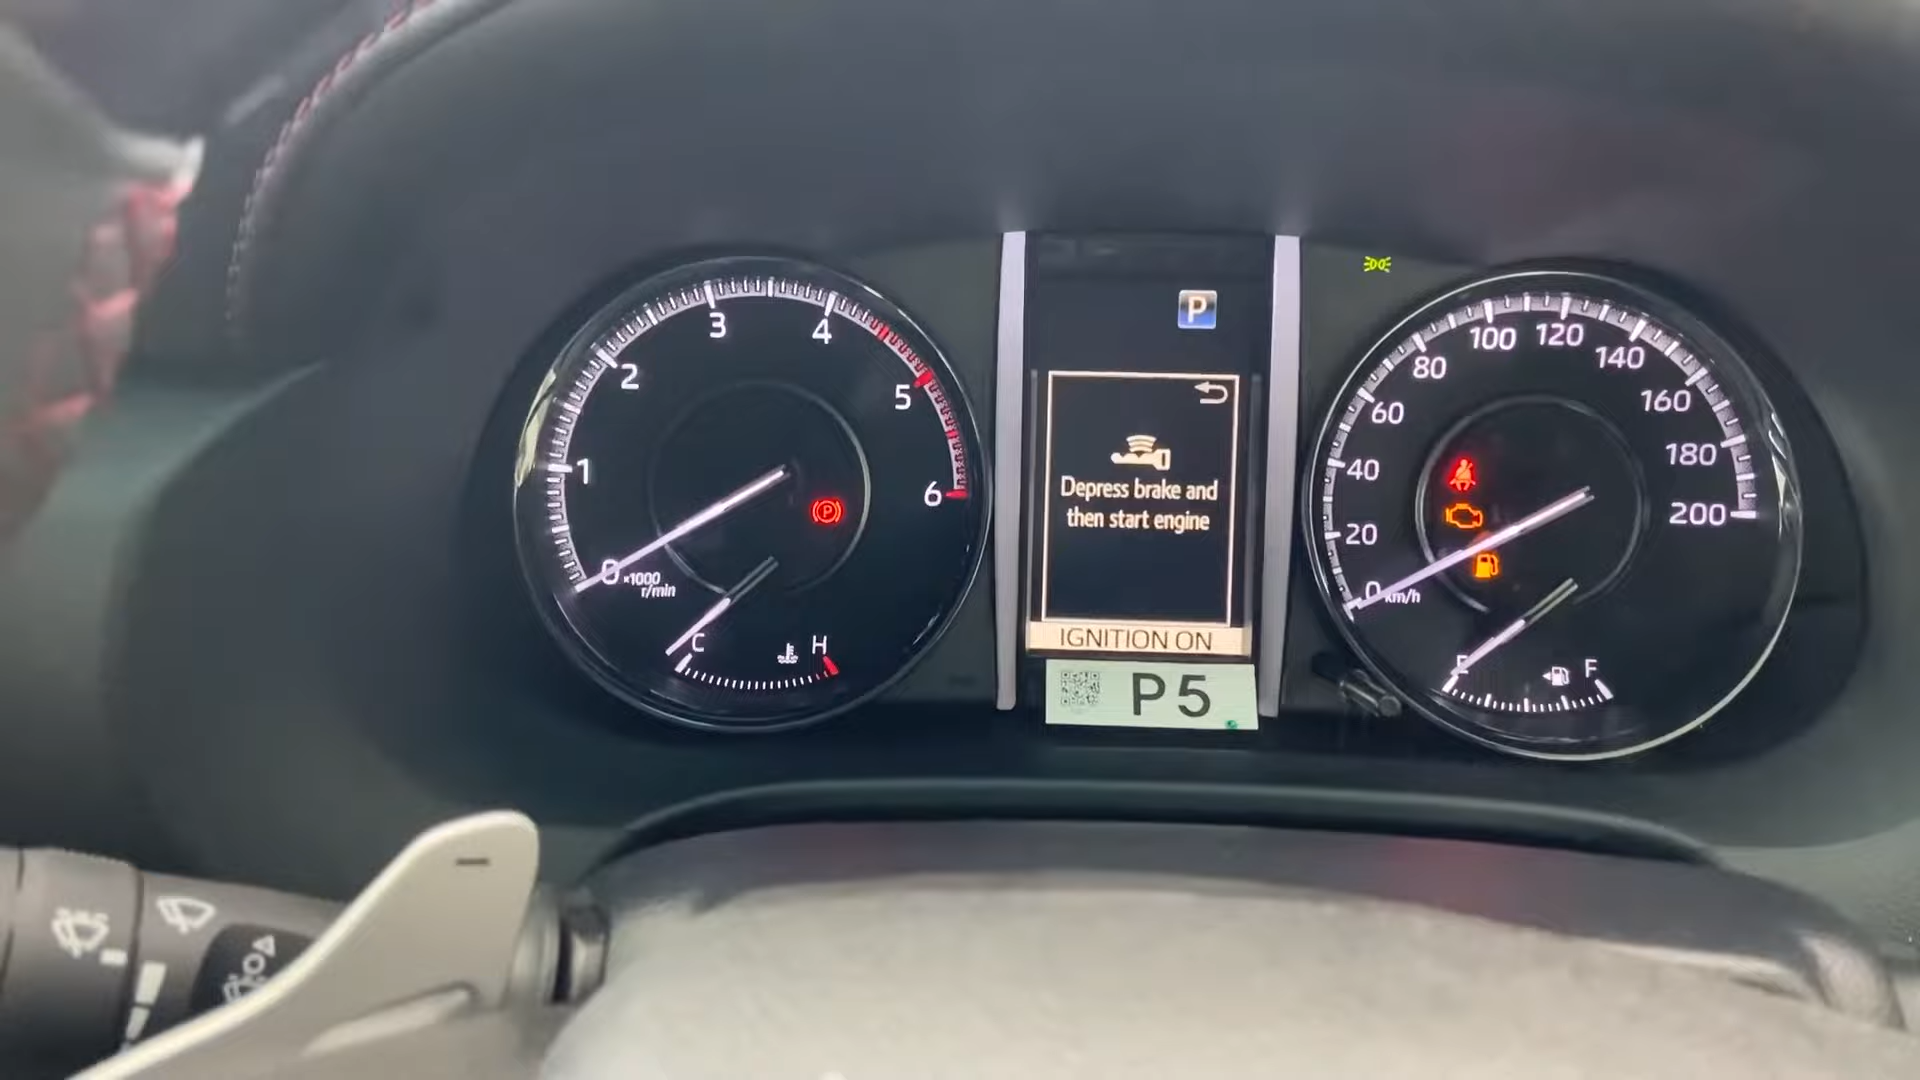 0
1
2
3
4
5
6
×1000
r/min
C
H
P
P
Depress brake and
then start engine
IGNITION ON
P5
0
20
40
60
80
100
120
140
160
180
200
km/h
E
F